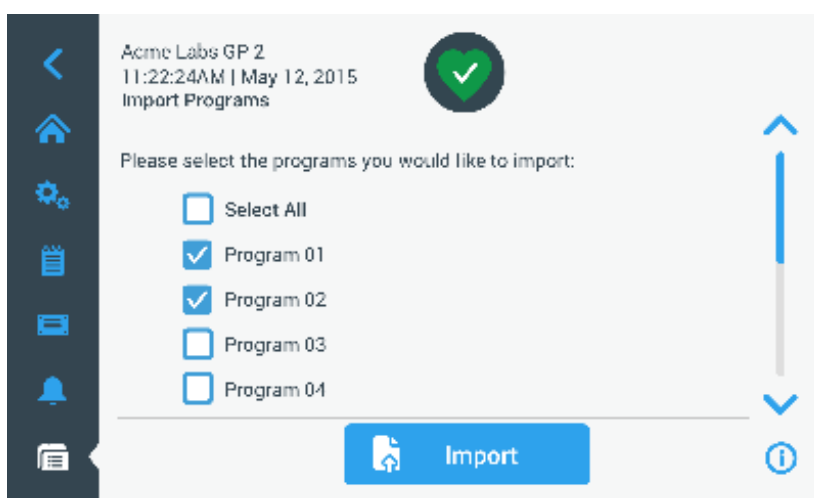 Acme Labs GP 2
11:22:24AM | May 12, 2015
Import Programs
Please select the programs you would like to import:
Select All
Program 01
Program 02
Program 03
Program 04
Import